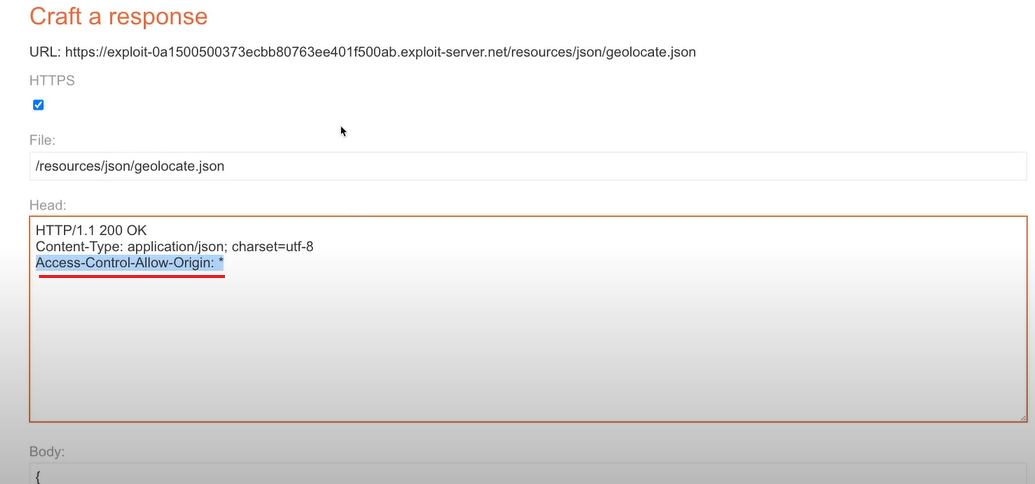 Craft a response
URL: https://exploit-0a1500500373ecbb80763ee401f500ab.exploit-server.net/resources/json/geolocate.json
HTTPS
File:
/resources/json/geolocate.json
Head:
HTTP/1.1 200 OK
Content-Type: application/json; charset=utf-8
Access-Control-Allow-Origin: *
Body:
{